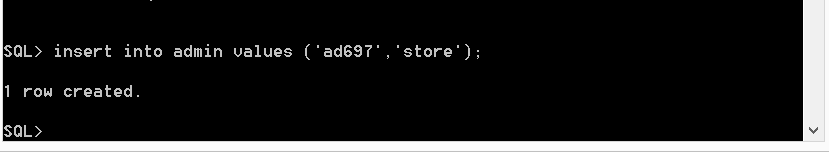 SQL> insert into admin values ('ad697','store');
1 row created.
SQL>